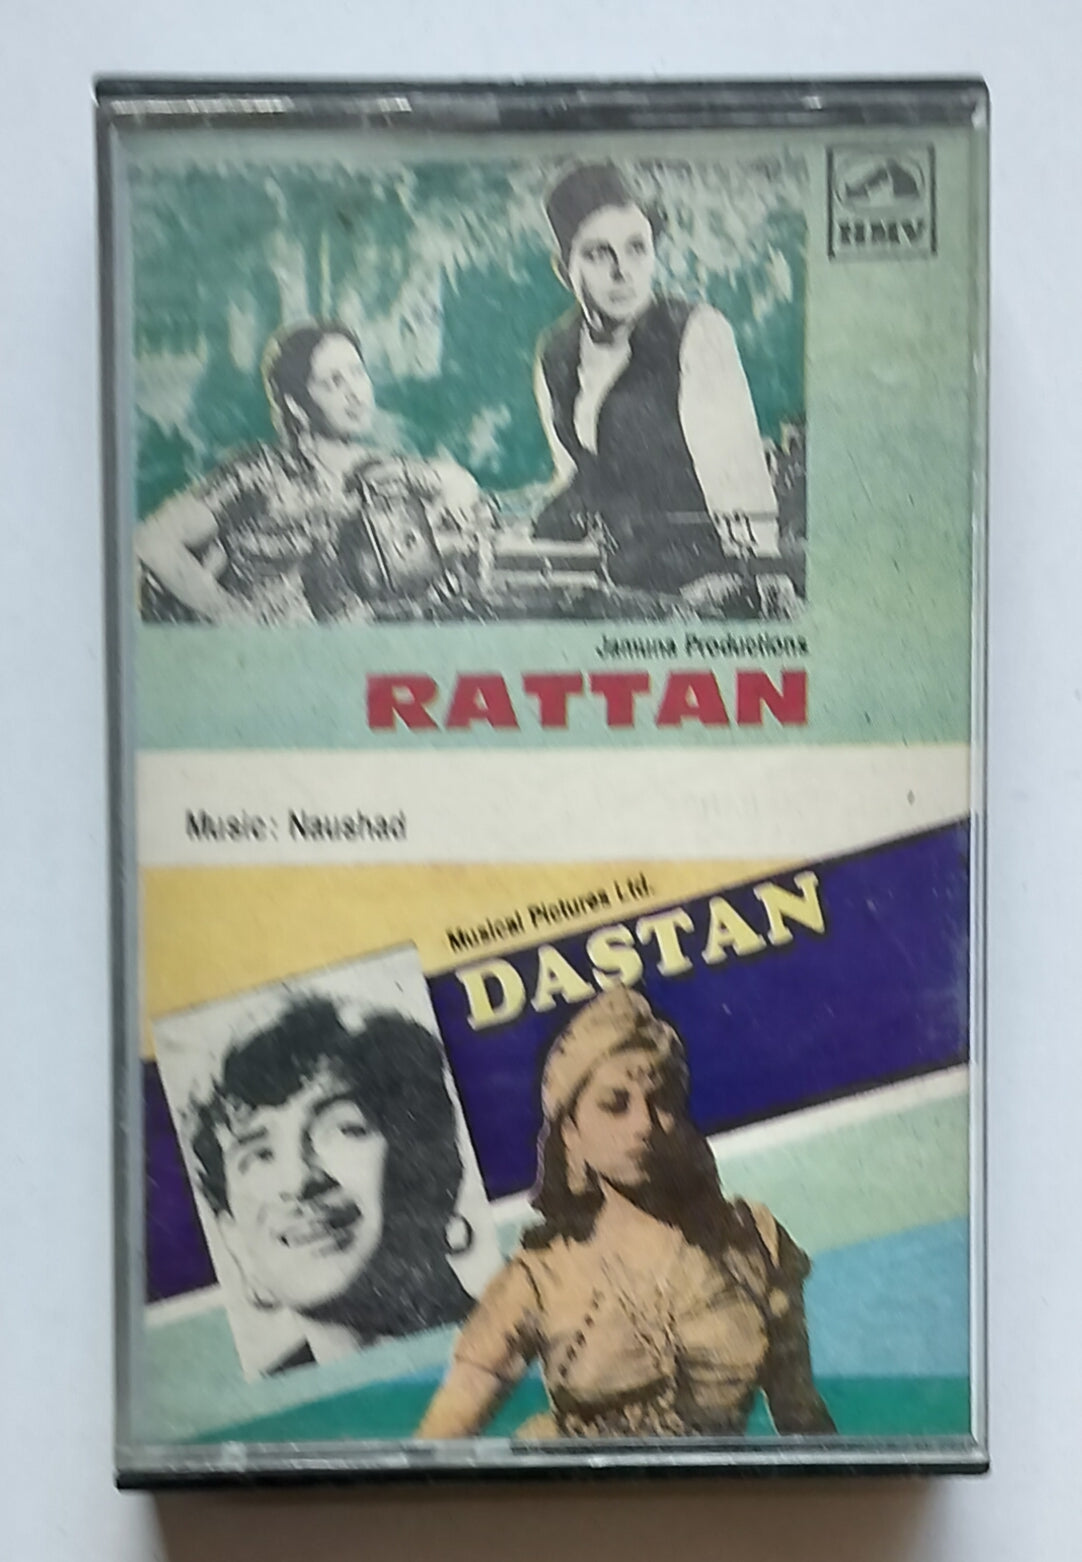 HMV
Jamuna Productions
RATTAN
Music: Naushad
Musical Pictures Ltd.
DASTAN